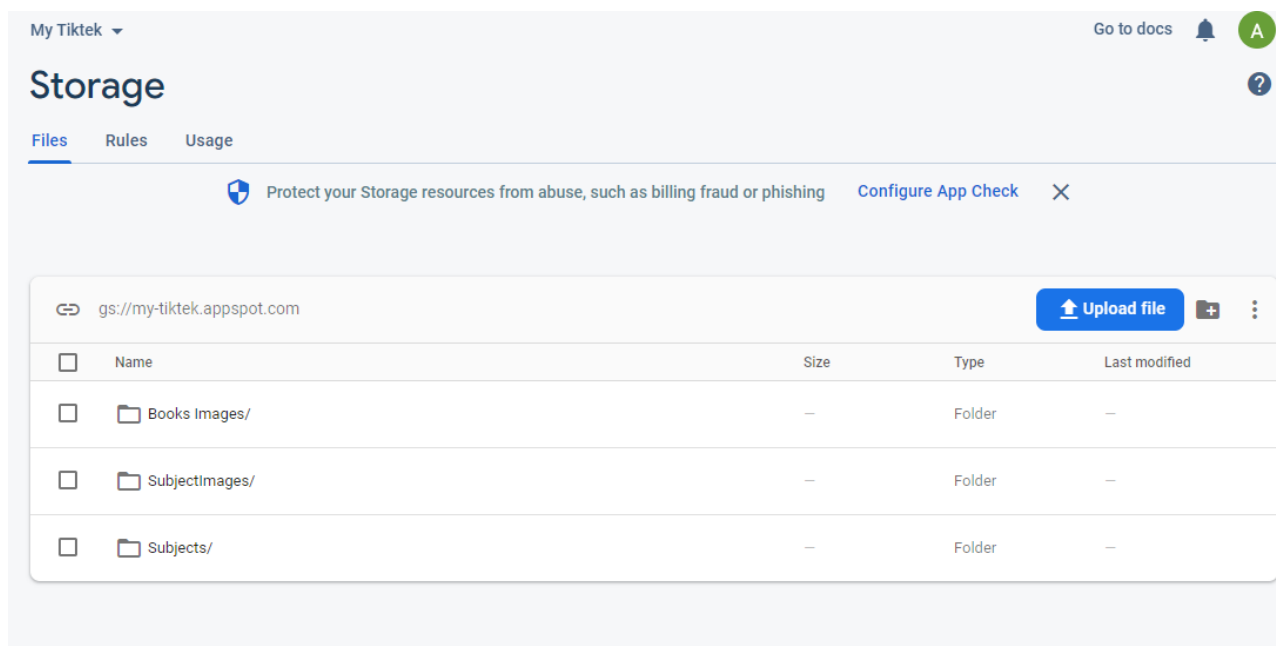 My Tiktek
Go to docs
A
Storage
?
Files Rules Usage
Protect your Storage resources from abuse, such as billing fraud or phishing Configure App Check
gs://my-tiktek.appspot.com
Upload file
Name Size Type Last modified
Books Images/ — Folder —
SubjectImages/ — Folder —
Subjects/ — Folder —